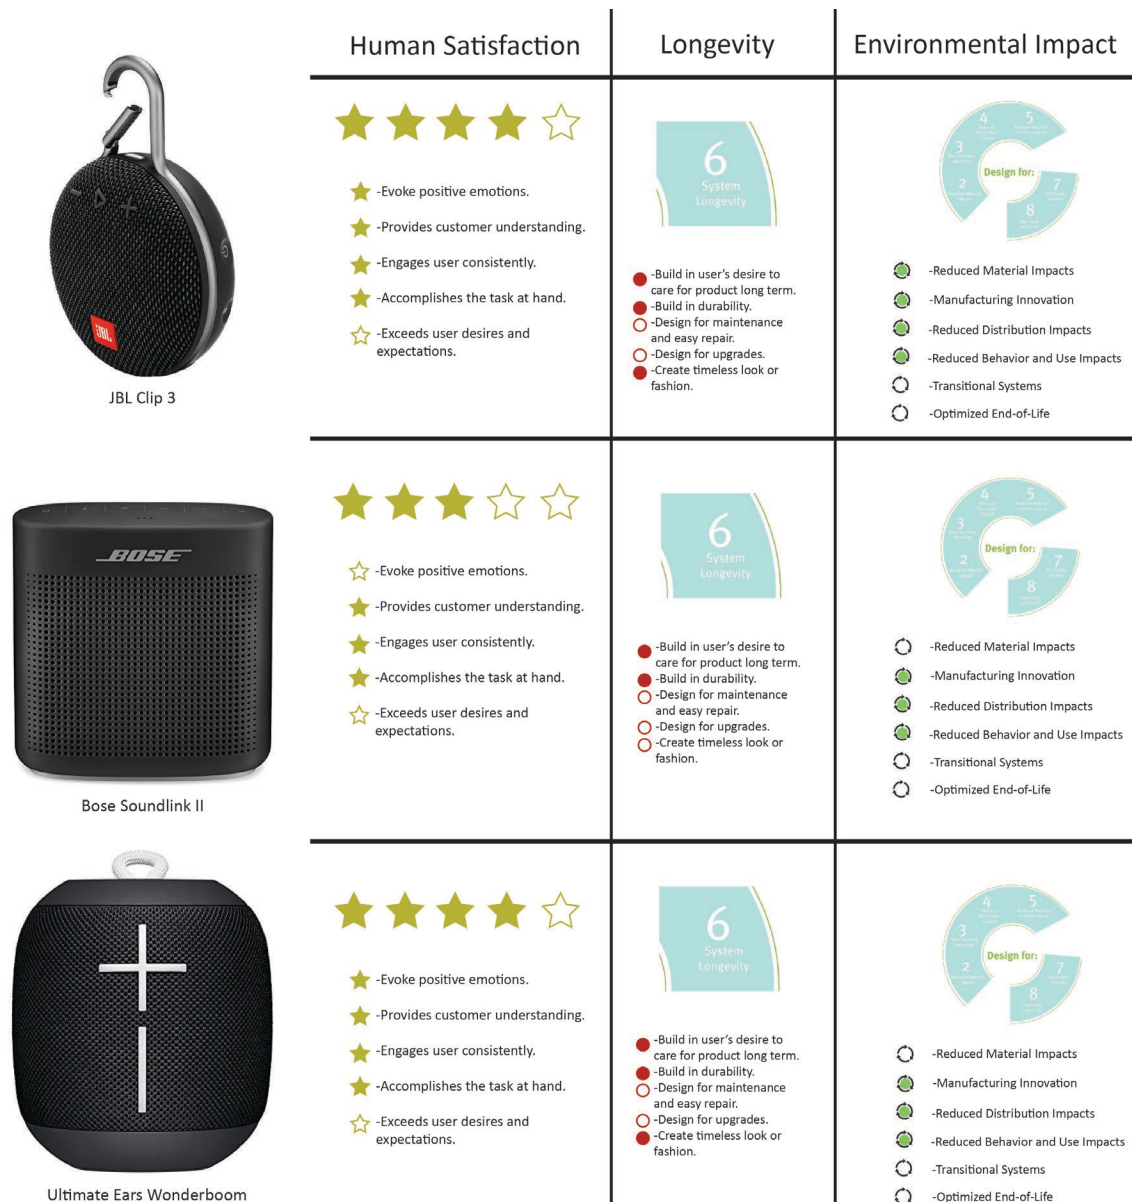 Human Satisfaction
Longevity
Environmental Impact
JBL
JBL Clip 3
-Evoke positive emotions.
-Provides customer understanding.
-Engages user consistently.
-Accomplishes the task at hand.
-Exceeds user desires and
expectations.
6
System
Longevity
-Build in user's desire to
care for product long term.
-Build in durability.
-Design for maintenance
and easy repair.
-Design for upgrades.
-Create timeless look or
fashion.
2
3
4
5
7
8
Design for:
-Reduced Material Impacts
-Manufacturing Innovation
-Reduced Distribution Impacts
-Reduced Behavior and Use Impacts
-Transitional Systems
-Optimized End-of-Life
BOSE
Bose Soundlink II
-Evoke positive emotions.
-Provides customer understanding.
-Engages user consistently.
-Accomplishes the task at hand.
-Exceeds user desires and
expectations.
6
System
Longevity
-Build in user's desire to
care for product long term.
-Build in durability.
-Design for maintenance
and easy repair.
-Design for upgrades.
-Create timeless look or
fashion.
2
3
4
5
7
8
Design for:
-Reduced Material Impacts
-Manufacturing Innovation
-Reduced Distribution Impacts
-Reduced Behavior and Use Impacts
-Transitional Systems
-Optimized End-of-Life
Ultimate Ears Wonderboom
-Evoke positive emotions.
-Provides customer understanding.
-Engages user consistently.
-Accomplishes the task at hand.
-Exceeds user desires and
expectations.
6
System
Longevity
-Build in user's desire to
care for product long term.
-Build in durability.
-Design for maintenance
and easy repair.
-Design for upgrades.
-Create timeless look or
fashion.
2
3
4
5
7
8
Design for:
-Reduced Material Impacts
-Manufacturing Innovation
-Reduced Distribution Impacts
-Reduced Behavior and Use Impacts
-Transitional Systems
-Optimized End-of-Life